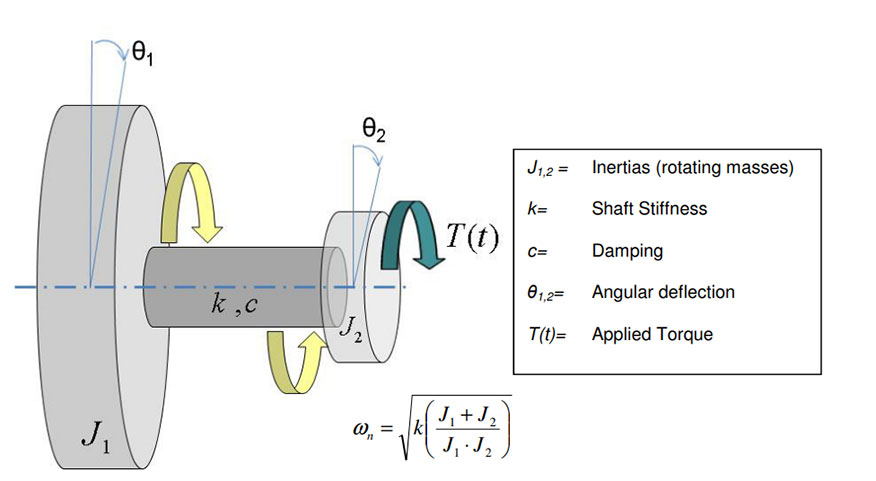 θ1
θ2
T(t)
k ,c
J2
J1
J1,2 = Inertias (rotating masses)
k= Shaft Stiffness
c= Damping
θ1,2= Angular deflection
T(t)= Applied Torque
ωn = √(k((J1 + J2)/(J1 · J2)))